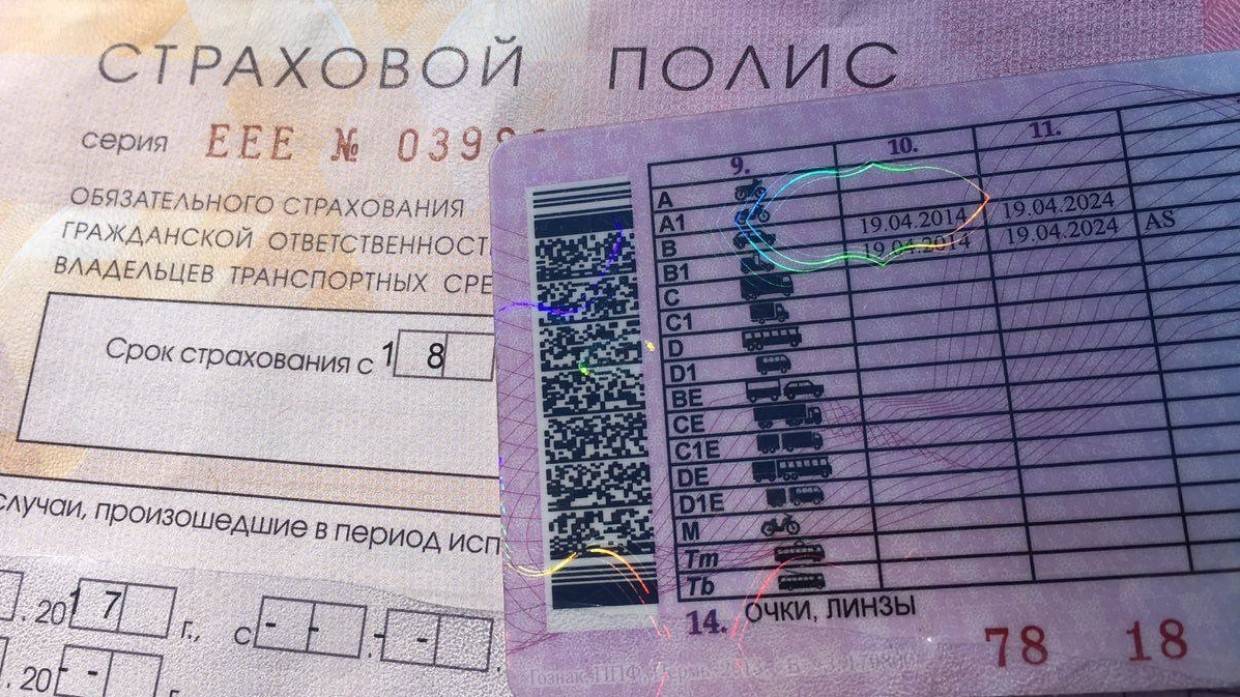 СТРАХОВОЙ ПОЛИС
серия ЕЕЕ № 039
ОБЯЗАТЕЛЬНОГО СТРАХОВАНИЯ
ГРАЖДАНСКОЙ ОТВЕТСТВЕННОСТ
ВЛАДЕЛЬЦЕВ ТРАНСПОРТНЫХ СРЕ
Срок страхования с 1 8
случаи, произошедшие в период исп
. 20 1 7 г., с - - . - -
. 20 - - г
9. 10. 11.
A
A1 19.04.2014 19.04.2024
B 19.04.2014 19.04.2024 AS
B1
C
C1
D
D1
BE
CE
C1E
DE
D1E
M
Tm
Tb
14. ОЧКИ, ЛИНЗЫ
78 18